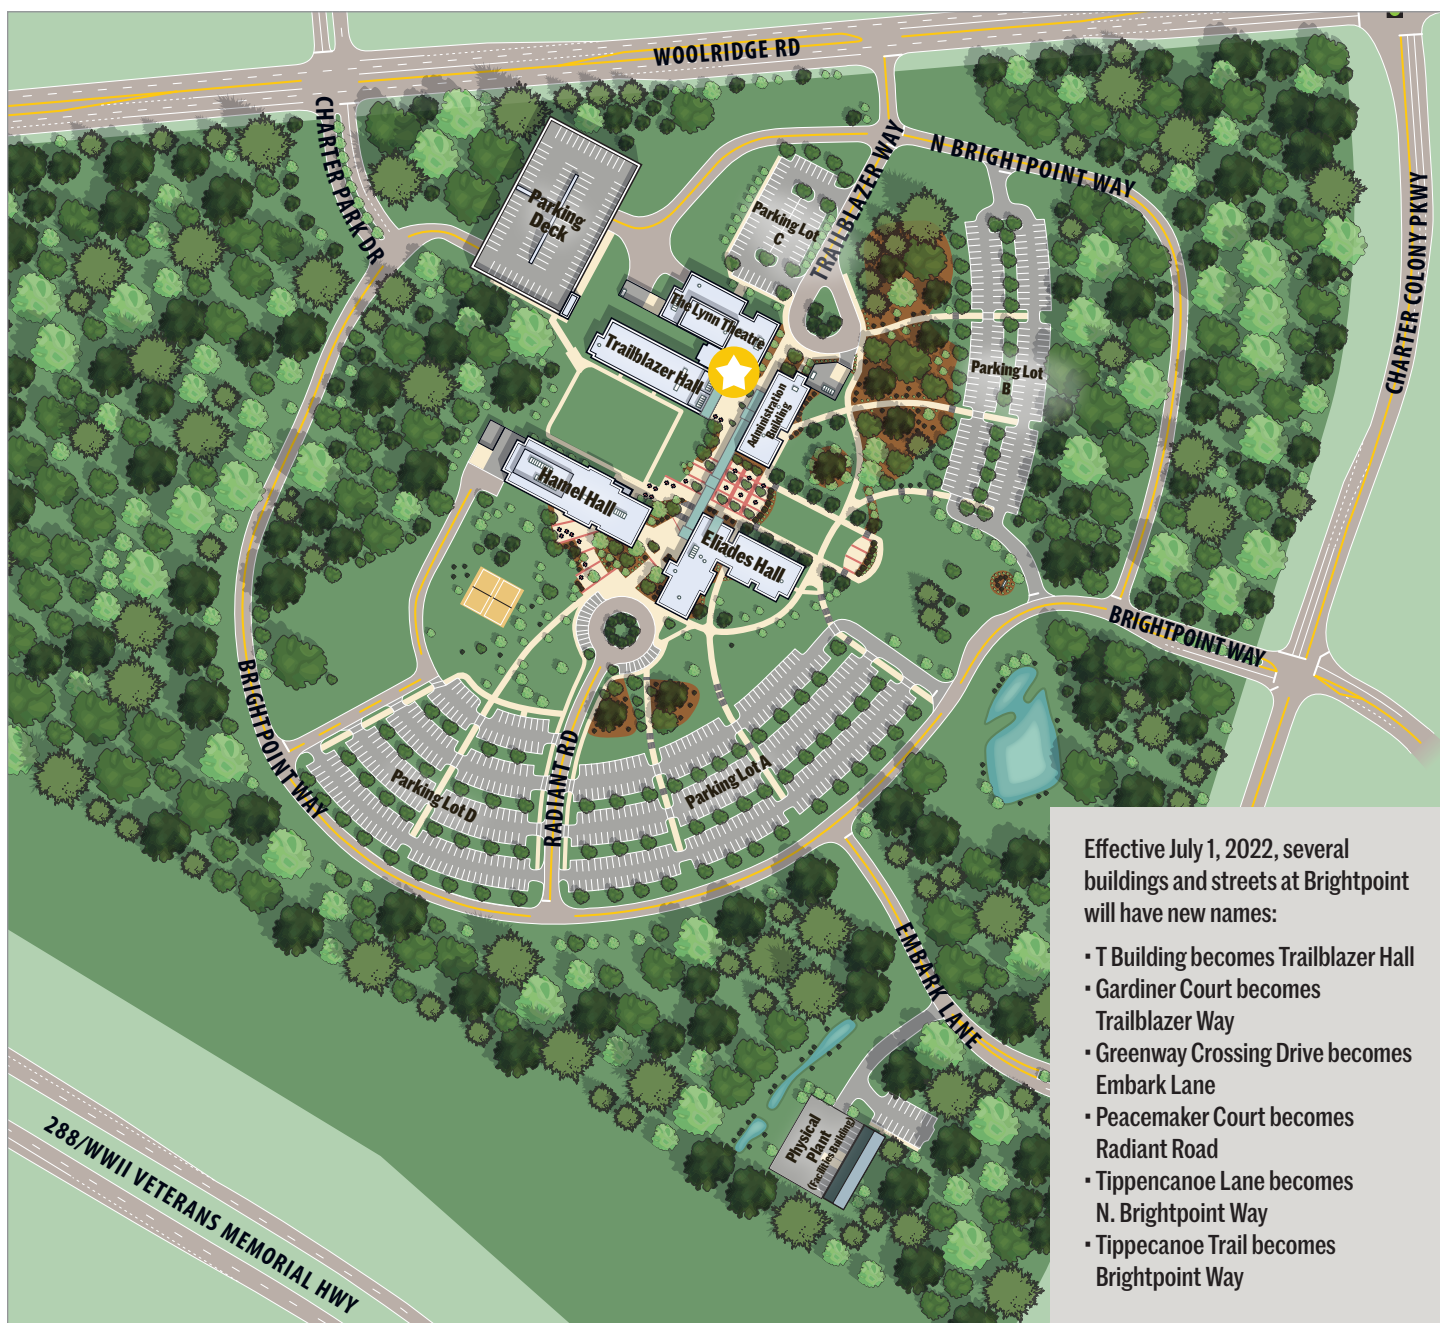 WOOLRIDGE RD
CHARTER PARK DR
TRAILBLAZER WAY
N BRIGHTPOINT WAY
CHARTER COLONY PKWY
Parking
Deck
Parking Lot
C
The Lynn Theatre
Trailblazer Hall
Administration
Building
Parking Lot
B
Hamel Hall
Eliades Hall
BRIGHTPOINT WAY
BRIGHTPOINT WAY
RADIANT RD
Parking Lot D
Parking Lot A
EMBARK LANE
Physical
Plant
(Facilities Building)
288/WWII VETERANS MEMORIAL HWY
Effective July 1, 2022, several
buildings and streets at Brightpoint
will have new names:
• T Building becomes Trailblazer Hall
• Gardiner Court becomes
Trailblazer Way
• Greenway Crossing Drive becomes
Embark Lane
• Peacemaker Court becomes
Radiant Road
• Tippencanoe Lane becomes
N. Brightpoint Way
• Tippecanoe Trail becomes
Brightpoint Way